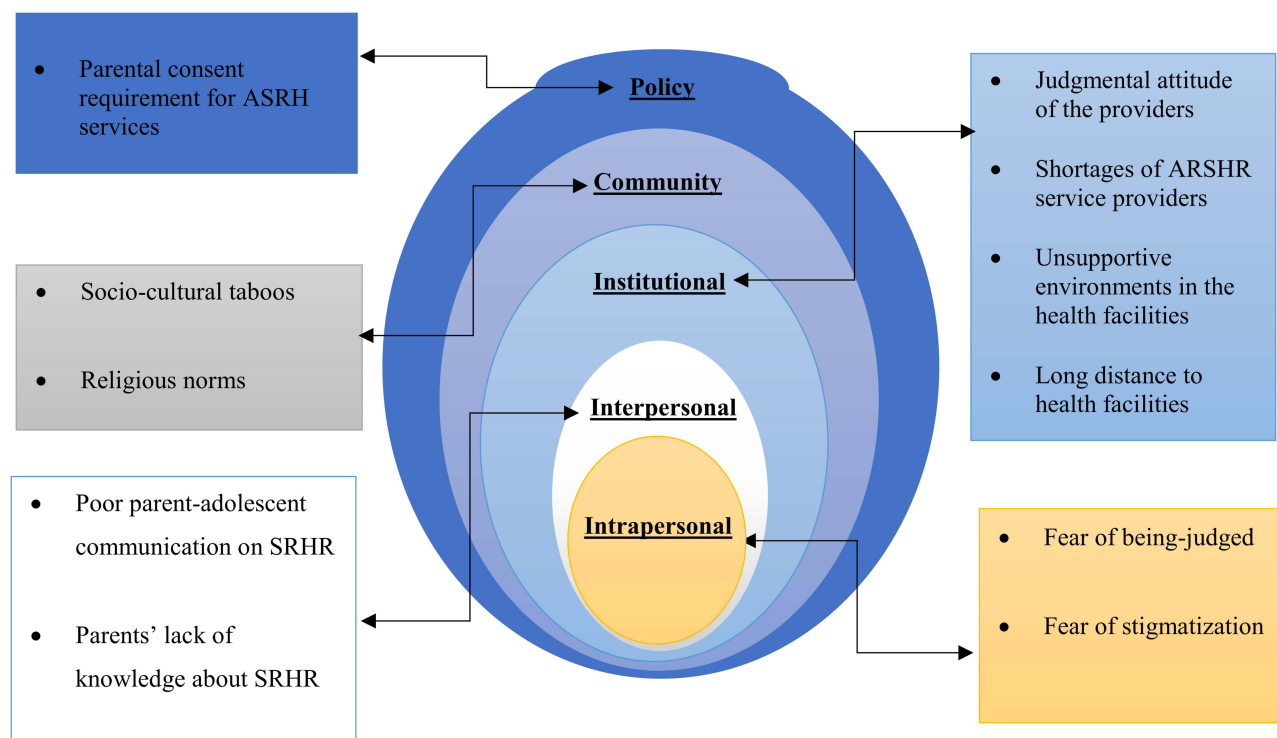 • Parental consent
requirement for ASRH
services
Policy
Community
Institutional
Interpersonal
Intrapersonal
• Judgmental attitude
of the providers
• Shortages of ARSHR
service providers
• Unsupportive
environments in the
health facilities
• Long distance to
health facilities
• Socio-cultural taboos
• Religious norms
• Poor parent-adolescent
communication on SRHR
• Parents’ lack of
knowledge about SRHR
• Fear of being-judged
• Fear of stigmatization